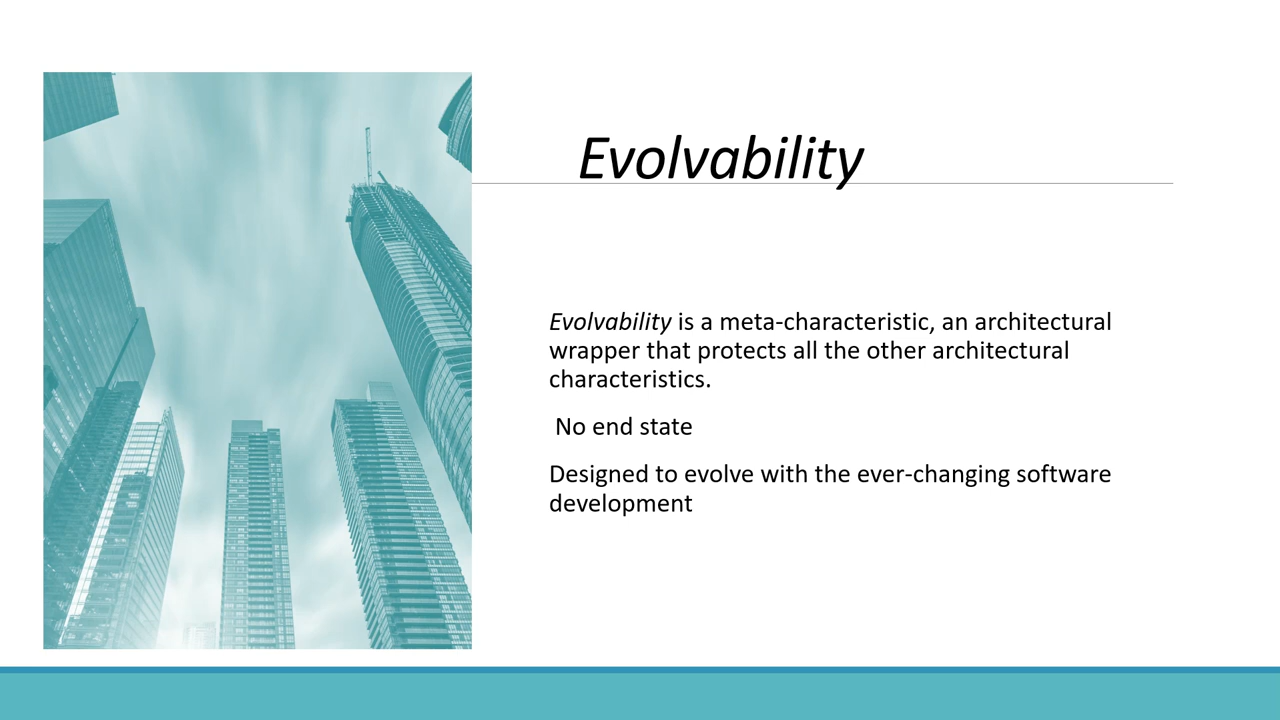 Evolvability
Evolvability is a meta-characteristic, an architectural
wrapper that protects all the other architectural
characteristics.
No end state
Designed to evolve with the ever-changing software
development